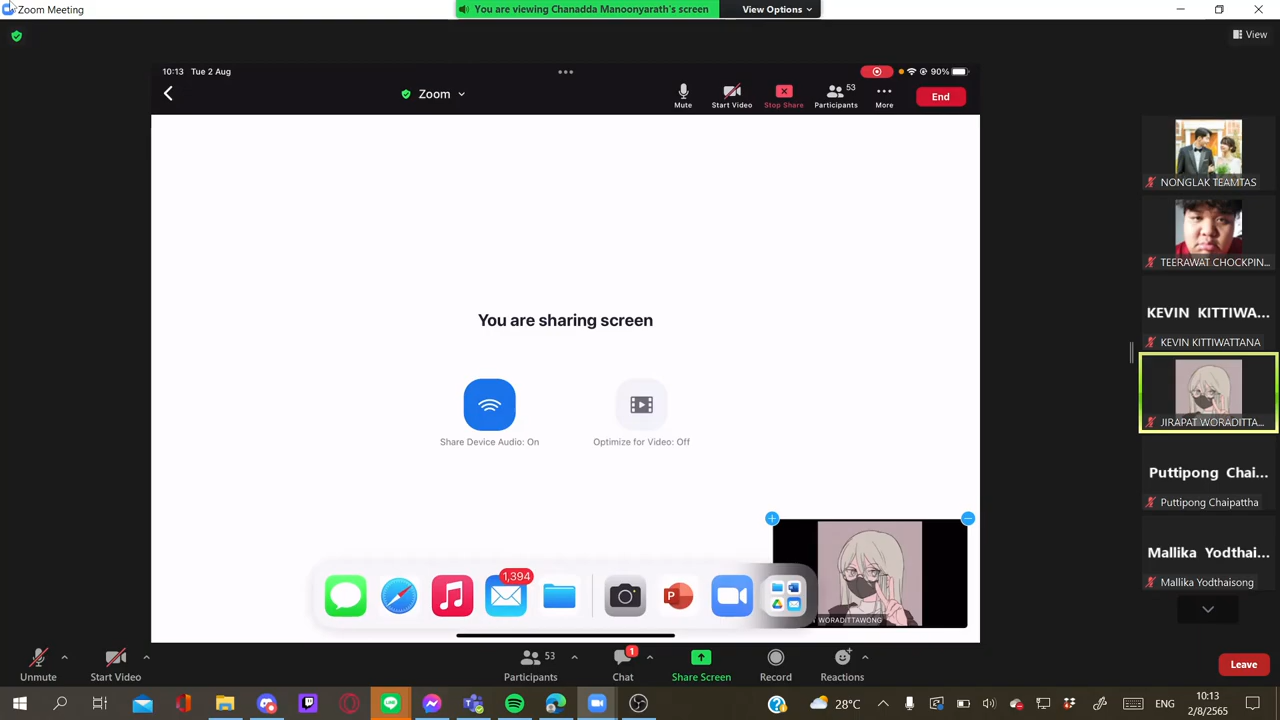 Zoom Meeting
You are viewing Chanadda Manoonyarath's screen
View Options
View
10:13 Tue 2 Aug
90%
Zoom
Mute
Start Video
Stop Share
Participants
53
More
End
NONGLAK TEAMTAS
TEERAWAT CHOCKPIN...
KEVIN KITTIWA...
KEVIN KITTIWATTANA
JIRAPAT WORADITTA...
Puttipong Chai...
Puttipong Chaipattha
Mallika Yodthai...
Mallika Yodthaisong
You are sharing screen
Share Device Audio: On
Optimize for Video: Off
1,394
P
WORADITTAWONG
Unmute
Start Video
53
Participants
1
Chat
Share Screen
Record
Reactions
Leave
LINE
28°C
ENG
10:13
2/8/2565